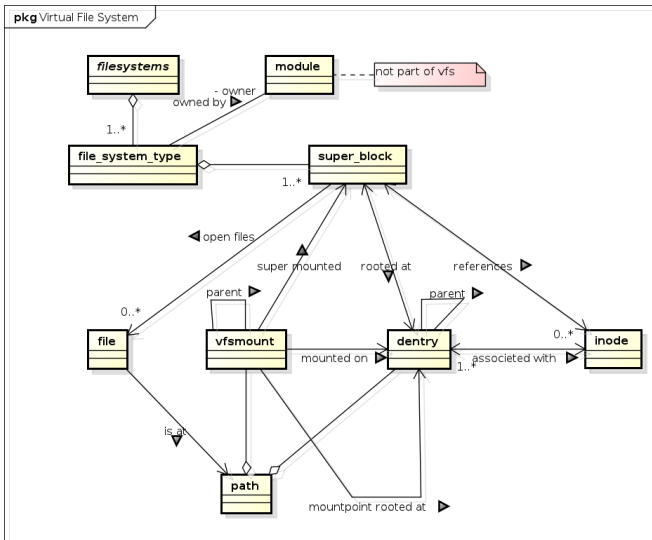 pkg Virtual File System
filesystems
module
not part of vfs
- owner
owned by
1..*
file_system_type
super_block
1..*
open files
super mounted
rooted at
references
parent
parent
0..*
0..*
file
vfsmount
dentry
inode
mounted on
1..*
associeted with
is at
path
mountpoint rooted at